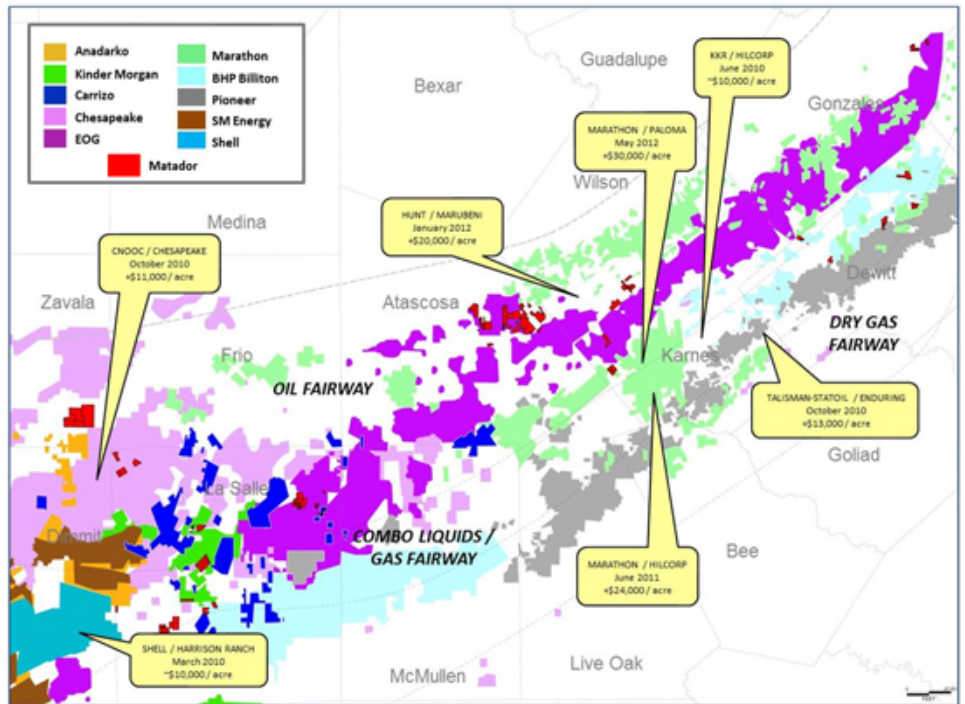 Anadarko
Kinder Morgan
Carrizo
Chesapeake
EOG
Marathon
BHP Billiton
Pioneer
SM Energy
Shell
Matador
Guadalupe
Bexar
KKR / HILCORP
June 2010
~$10,000 / acre
Gonzales
MARATHON / PALOMA
May 2012
+$30,000 / acre
Wilson
HUNT / MARUBENI
January 2012
+$20,000 / acre
Medina
CNOOC / CHESAPEAKE
October 2010
+$11,000 / acre
Zavala
Atascosa
Dewitt
DRY GAS
FAIRWAY
Karnes
Frio
OIL FAIRWAY
TALISMAN-STATOIL / ENDURING
October 2010
+$13,000 / acre
Goliad
La Salle
Dimmit
COMBO LIQUIDS /
GAS FAIRWAY
Bee
MARATHON / HILCORP
June 2011
+$24,000 / acre
SHELL / HARRISON RANCH
March 2010
~$10,000 / acre
McMullen
Live Oak